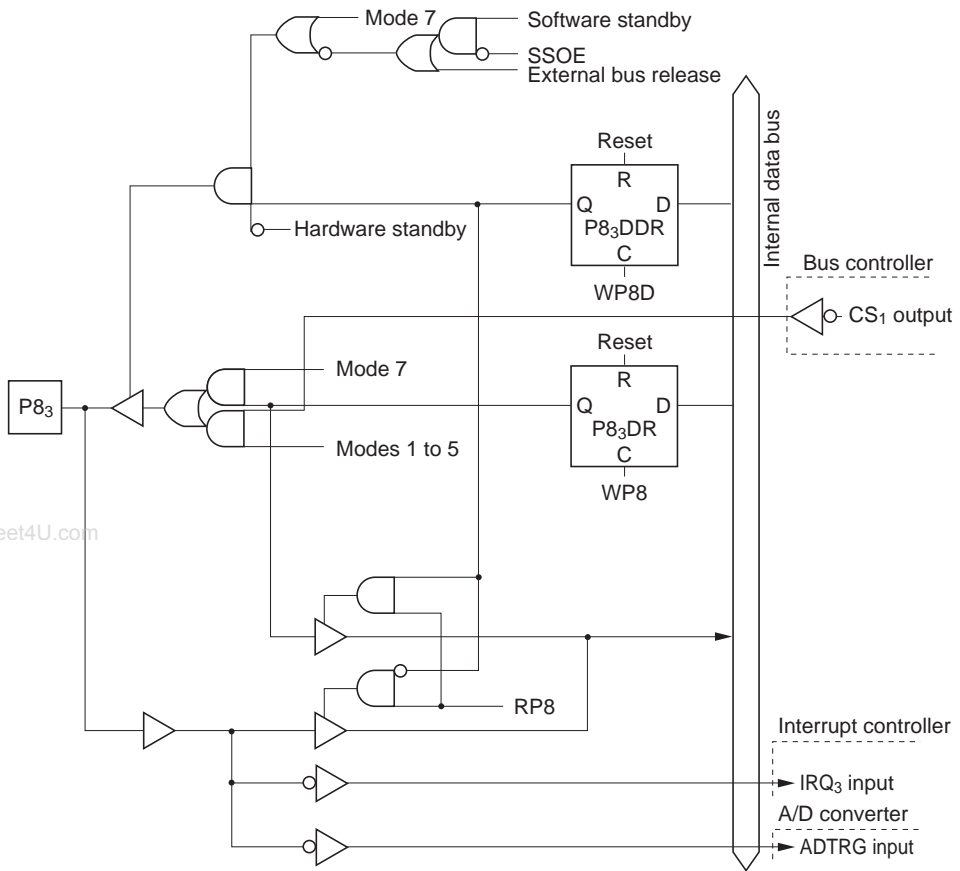 Mode 7
Software standby
SSOE
External bus release
Internal data bus
Reset
R
Q
D
P8₃DDR
C
WP8D
Hardware standby
Bus controller
CS₁ output
Reset
R
Q
D
P8₃DR
C
WP8
Mode 7
P8₃
Modes 1 to 5
eet4U.com
RP8
Interrupt controller
IRQ₃ input
A/D converter
ADTRG input